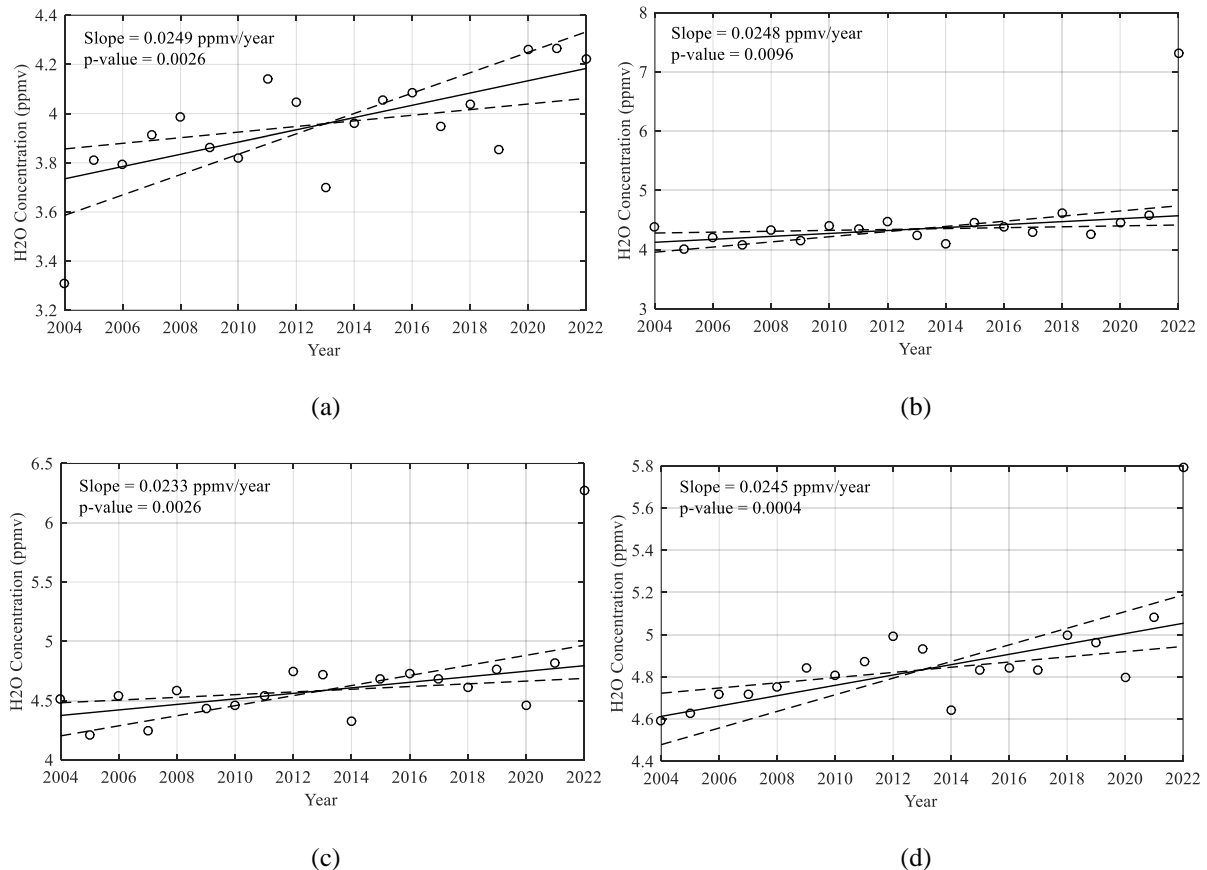 Slope = 0.0249 ppmv/year
p-value = 0.0026
H2O Concentration (ppmv)
4.4
4.2
4
3.8
3.6
3.4
3.2
2004 2006 2008 2010 2012 2014 2016 2018 2020 2022
Year
(a)
Slope = 0.0248 ppmv/year
p-value = 0.0096
H2O Concentration (ppmv)
8
7
6
5
4
3
2004 2006 2008 2010 2012 2014 2016 2018 2020 2022
Year
(b)
Slope = 0.0233 ppmv/year
p-value = 0.0026
H2O Concentration (ppmv)
6.5
6
5.5
5
4.5
4
2004 2006 2008 2010 2012 2014 2016 2018 2020 2022
Year
(c)
Slope = 0.0245 ppmv/year
p-value = 0.0004
H2O Concentration (ppmv)
5.8
5.6
5.4
5.2
5
4.8
4.6
4.4
2004 2006 2008 2010 2012 2014 2016 2018 2020 2022
Year
(d)